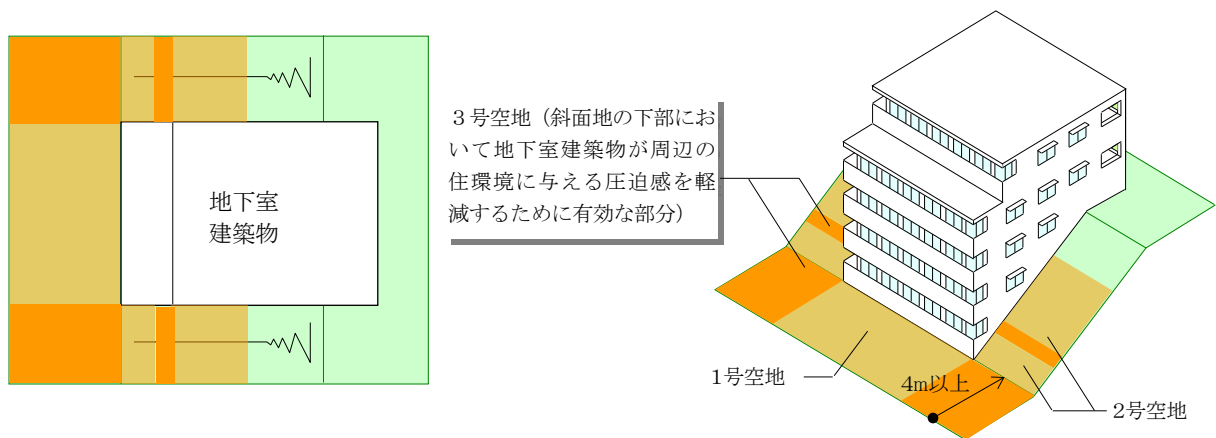 地下室
建築物
３号空地（斜面地の下部にお
いて地下室建築物が周辺の
住環境に与える圧迫感を軽
減するために有効な部分）
1号空地
4m以上
2号空地